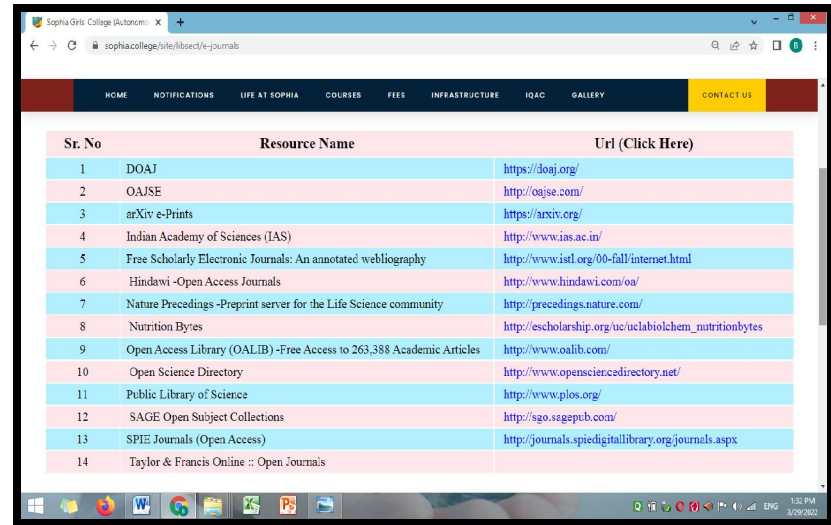 Sophia Girls College (Autonomo
sophia.college/site/libsect/e-journals
B
HOME NOTIFICATIONS LIFE AT SOPHIA COURSES FEES INFRASTRUCTURE IQAC GALLERY CONTACT US
Sr. No Resource Name Url (Click Here)
1 DOAJ https://doaj.org/
2 OAJSE http://oajse.com/
3 arXiv e-Prints https://arxiv.org/
4 Indian Academy of Sciences (IAS) http://www.ias.ac.in/
5 Free Scholarly Electronic Journals: An annotated webliography http://www.istl.org/00-fall/internet.html
6 Hindawi -Open Access Journals http://www.hindawi.com/oa/
7 Nature Precedings -Preprint server for the Life Science community http://precedings.nature.com/
8 Nutrition Bytes http://escholarship.org/uc/uclabiolchem_nutritionbytes
9 Open Access Library (OALIB) -Free Access to 263,388 Academic Articles http://www.oalib.com/
10 Open Science Directory http://www.opensciencedirectory.net/
11 Public Library of Science http://www.plos.org/
12 SAGE Open Subject Collections http://sgo.sagepub.com/
13 SPIE Journals (Open Access) http://journals.spiedigitallibrary.org/journals.aspx
14 Taylor & Francis Online :: Open Journals
ENG 1:32 PM
3/29/2022